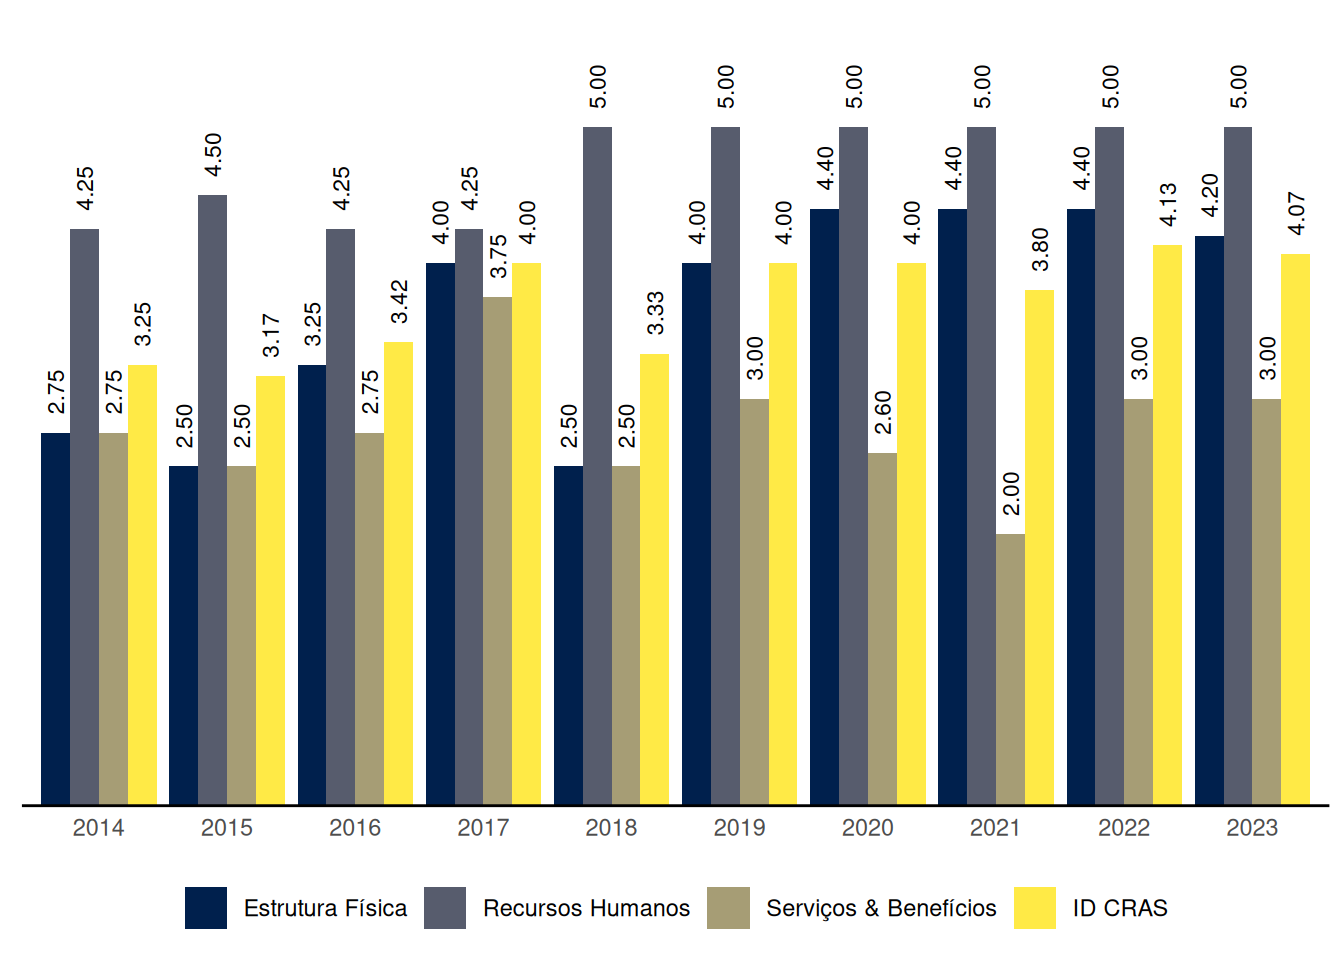 2.75 4.25 2.75 3.25
2.50 4.50 2.50 3.17
3.25 4.25 2.75 3.42
4.00 4.25 3.75 4.00
2.50 5.00 2.50 3.33
4.00 5.00 3.00 4.00
4.40 5.00 2.60 4.00
4.40 5.00 2.00 3.80
4.40 5.00 3.00 4.13
4.20 5.00 3.00 4.07
2014 2015 2016 2017 2018 2019 2020 2021 2022 2023
Estrutura Física Recursos Humanos Serviços & Benefícios ID CRAS